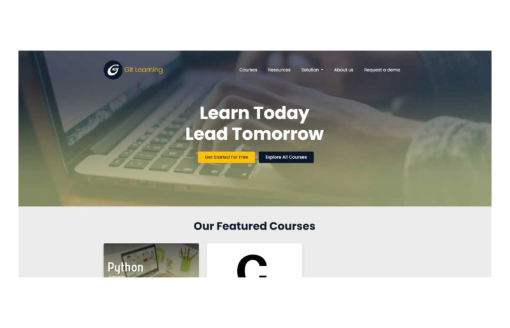 Git Learning
Courses Resources Solution About us Request a demo
Learn Today
Lead Tomorrow
Get Started For Free Explore All Courses
Our Featured Courses
Python
C